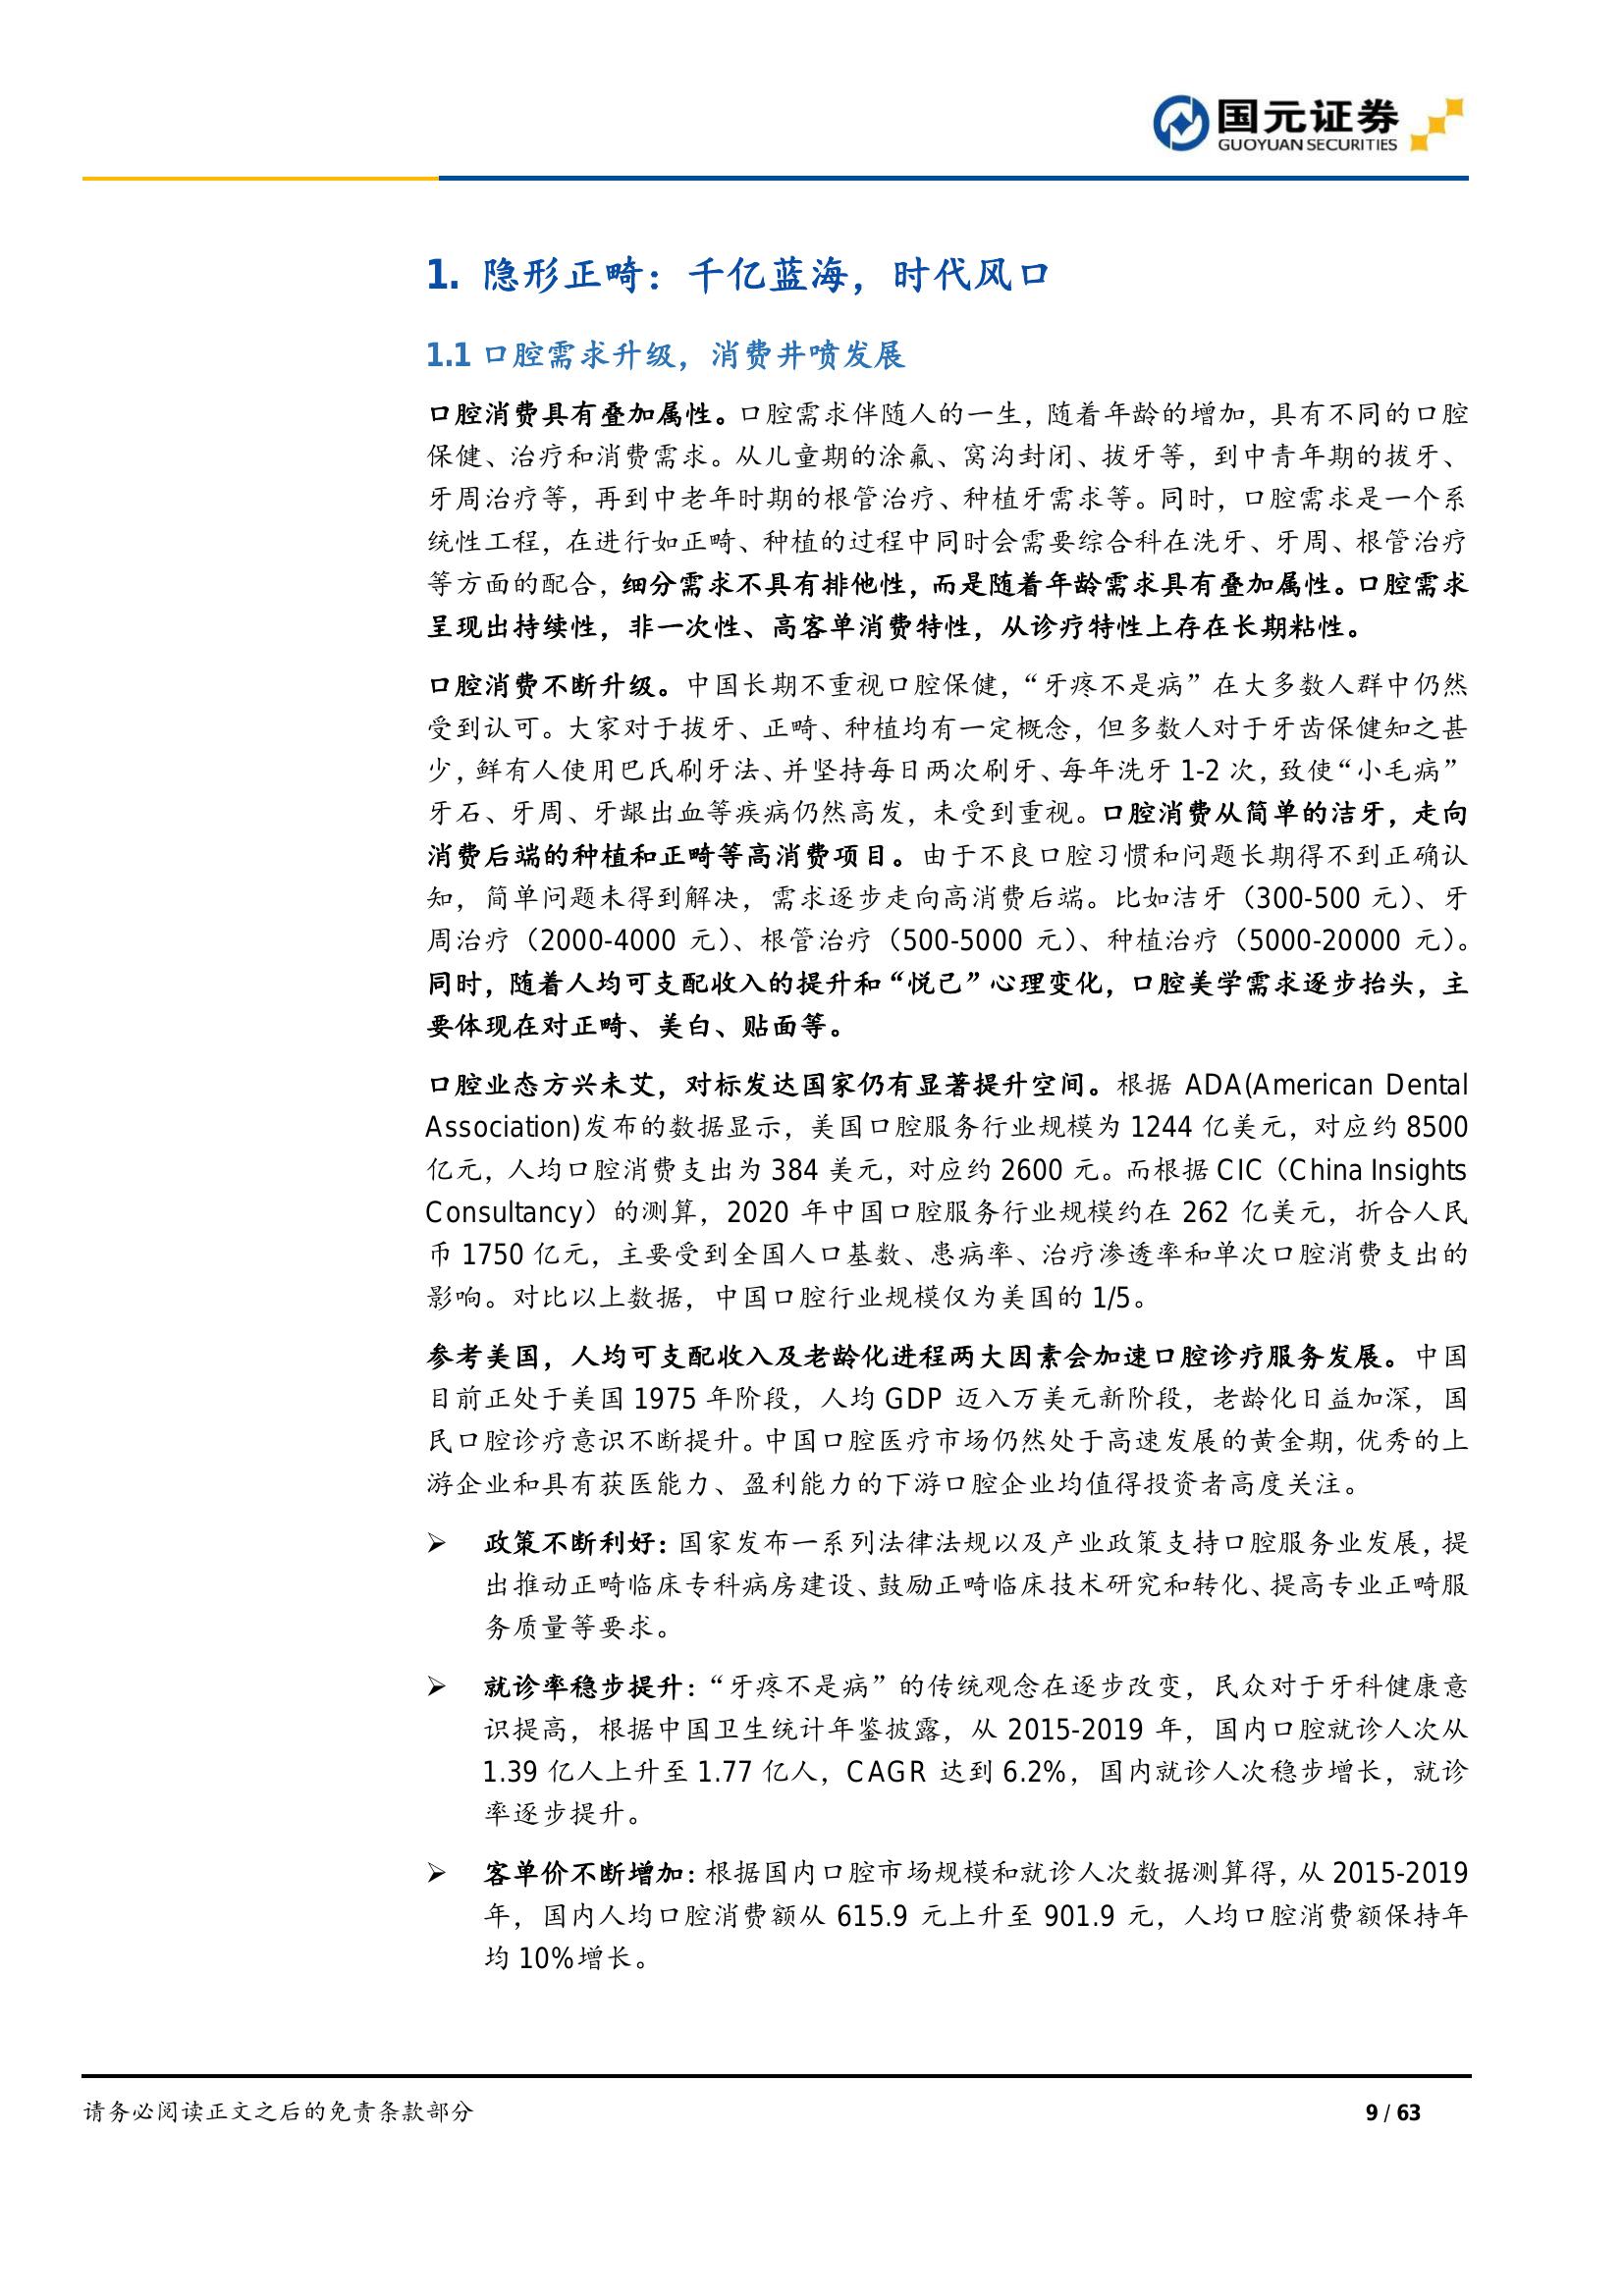 国元证券
GUOYUAN SECURITIES
1. 隐形正畸：千亿蓝海，时代风口
1.1 口腔需求升级，消费井喷发展
口腔消费具有叠加属性。口腔需求伴随人的一生，随着年龄的增加，具有不同的口腔
保健、治疗和消费需求。从儿童期的涂氟、窝沟封闭、拔牙等，到中青年期的拔牙、
牙周治疗等，再到中老年时期的根管治疗、种植牙需求等。同时，口腔需求是一个系
统性工程，在进行如正畸、种植的过程中同时会需要综合科在洗牙、牙周、根管治疗
等方面的配合，细分需求不具有排他性，而是随着年龄需求具有叠加属性。口腔需求
呈现出持续性，非一次性、高客单消费特性，从诊疗特性上存在长期粘性。
口腔消费不断升级。中国长期不重视口腔保健，“牙疼不是病”在大多数人群中仍然
受到认可。大家对于拔牙、正畸、种植均有一定概念，但多数人对于牙齿保健知之甚
少，鲜有人使用巴氏刷牙法、并坚持每日两次刷牙、每年洗牙 1-2 次，致使“小毛病”
牙石、牙周、牙龈出血等疾病仍然高发，未受到重视。口腔消费从简单的洁牙，走向
消费后端的种植和正畸等高消费项目。由于不良口腔习惯和问题长期得不到正确认
知，简单问题未得到解决，需求逐步走向高消费后端。比如洁牙（300-500 元）、牙
周治疗（2000-4000 元）、根管治疗（500-5000 元）、种植治疗（5000-20000 元）。
同时，随着人均可支配收入的提升和“悦己”心理变化，口腔美学需求逐步抬头，主
要体现在对正畸、美白、贴面等。
口腔业态方兴未艾，对标发达国家仍有显著提升空间。根据 ADA(American Dental
Association)发布的数据显示，美国口腔服务行业规模为 1244 亿美元，对应约 8500
亿元，人均口腔消费支出为 384 美元，对应约 2600 元。而根据 CIC（China Insights
Consultancy）的测算，2020 年中国口腔服务行业规模约在 262 亿美元，折合人民
币 1750 亿元，主要受到全国人口基数、患病率、治疗渗透率和单次口腔消费支出的
影响。对比以上数据，中国口腔行业规模仅为美国的 1/5。
参考美国，人均可支配收入及老龄化进程两大因素会加速口腔诊疗服务发展。中国
目前正处于美国 1975 年阶段，人均 GDP 迈入万美元新阶段，老龄化日益加深，国
民口腔诊疗意识不断提升。中国口腔医疗市场仍然处于高速发展的黄金期，优秀的上
游企业和具有获医能力、盈利能力的下游口腔企业均值得投资者高度关注。
➢ 政策不断利好：国家发布一系列法律法规以及产业政策支持口腔服务业发展，提
出推动正畸临床专科病房建设、鼓励正畸临床技术研究和转化、提高专业正畸服
务质量等要求。
➢ 就诊率稳步提升：“牙疼不是病”的传统观念在逐步改变，民众对于牙科健康意
识提高，根据中国卫生统计年鉴披露，从 2015-2019 年，国内口腔就诊人次从
1.39 亿人上升至 1.77 亿人，CAGR 达到 6.2%，国内就诊人次稳步增长，就诊
率逐步提升。
➢ 客单价不断增加：根据国内口腔市场规模和就诊人次数据测算得，从 2015-2019
年，国内人均口腔消费额从 615.9 元上升至 901.9 元，人均口腔消费额保持年
均 10%增长。
请务必阅读正文之后的免责条款部分
9 / 63